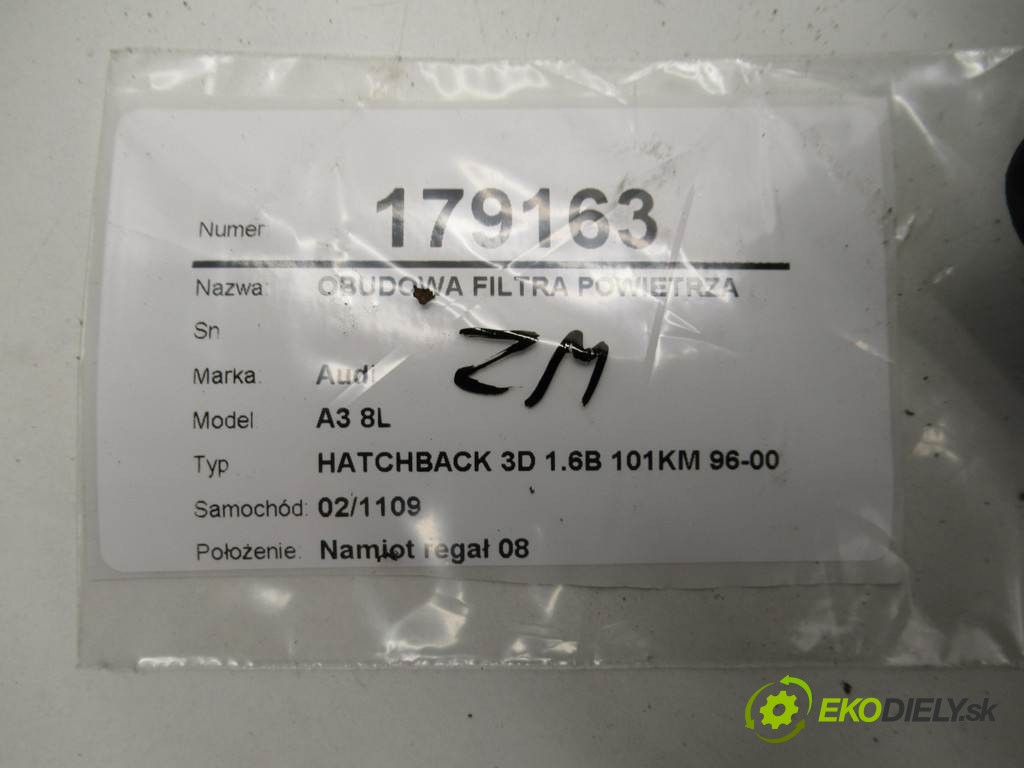 Numer 179163
Nazwa: OBUDOWA FILTRA POWIETRZA
Sn
ZM
Marka: Audi
Model A3 8L
Typ HATCHBACK 3D 1.6B 101KM 96-00
Samochód: 02/1109
Położenie: Namiot regał 08
EKODIELY.sk